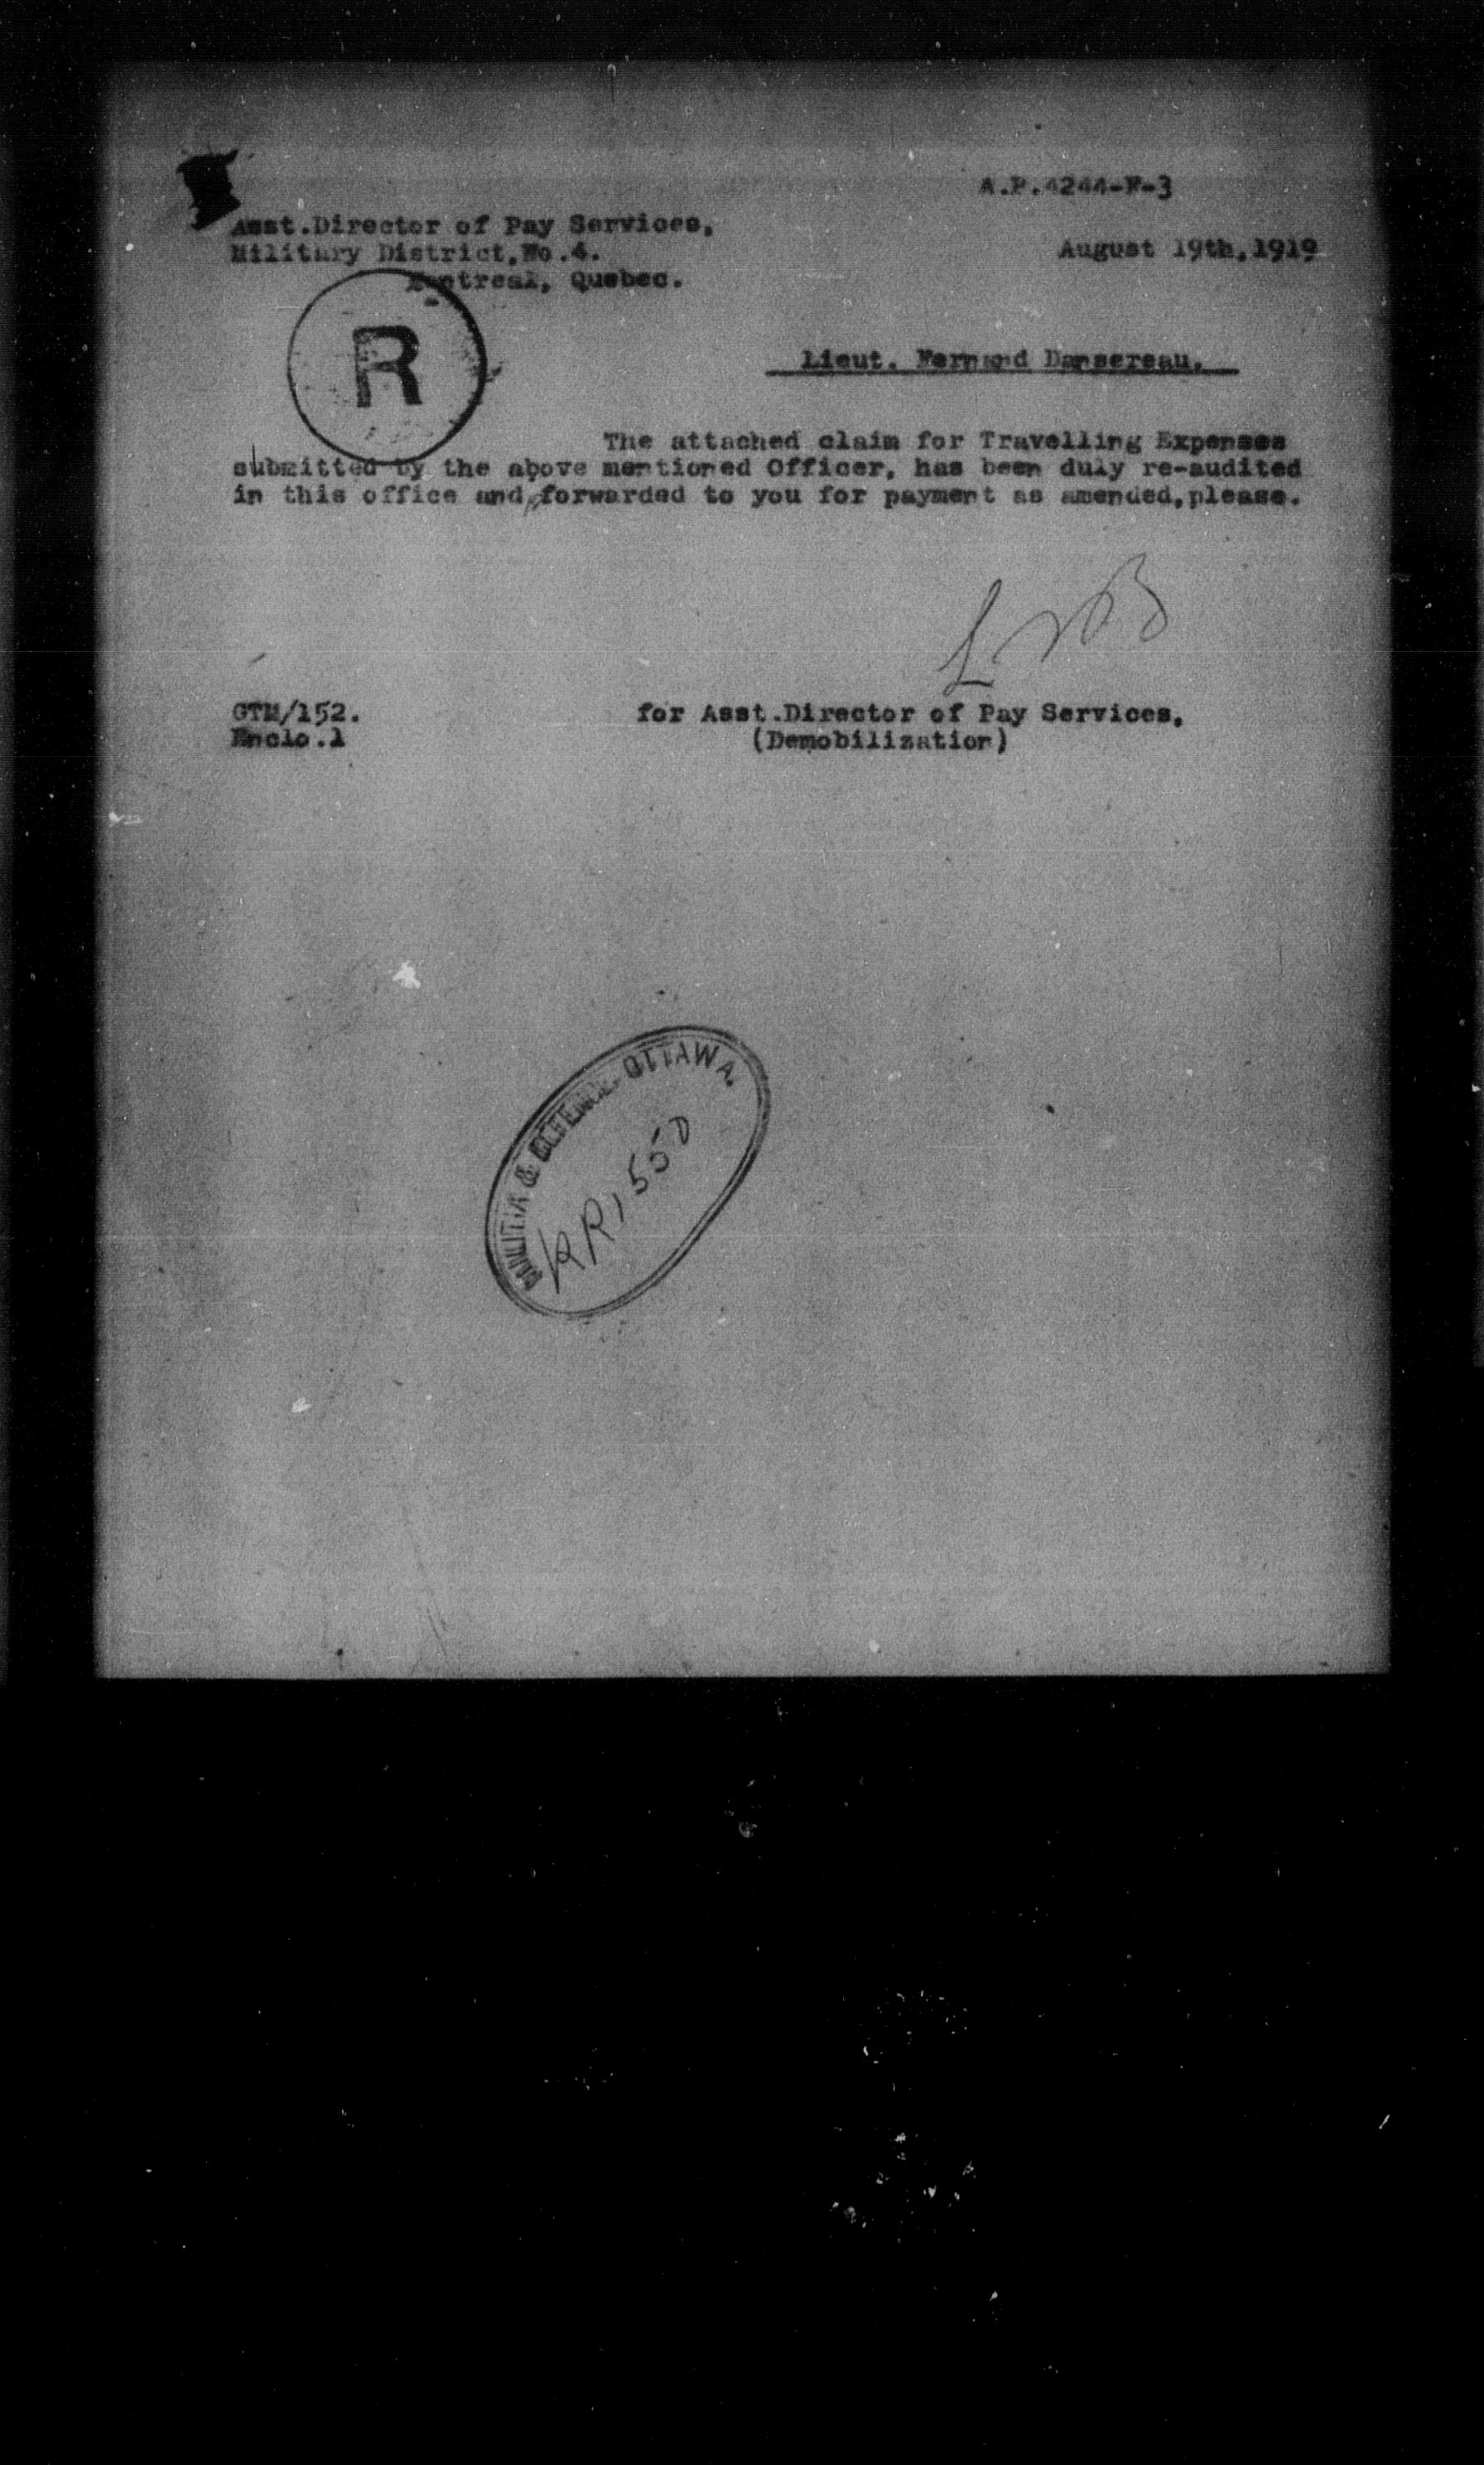 A.P.4244-F-3
Asst.Director of Pay Services,
Military District,No.4.
Montreal, Quebec.
August 19th,1919
R
Lieut. Fernand Dansereau.
The attached claim for Travelling Expenses
submitted by the above mentioned Officer, has been duly re-audited
in this office and forwarded to you for payment as amended,please.
GTM/152.
Enclo.1
for Asst.Director of Pay Services,
(Demobilization)
MILITIA & DEFENCE, OTTAWA.
RR1550